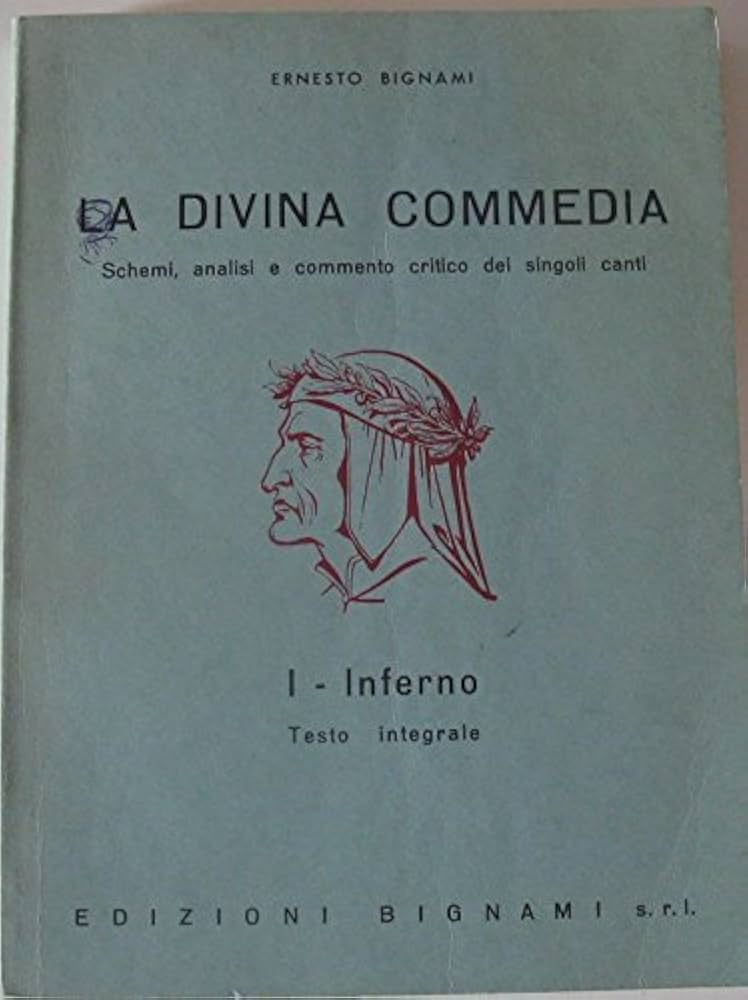 ERNESTO BIGNAMI
LA DIVINA COMMEDIA
Schemi, analisi e commento critico dei singoli canti
I - Inferno
Testo integrale
EDIZIONI BIGNAMI s.r.l.